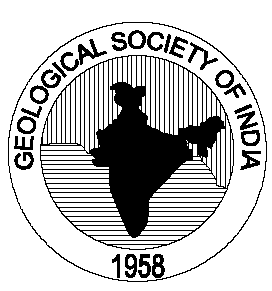 GEOLOGICAL SOCIETY OF INDIA
1958